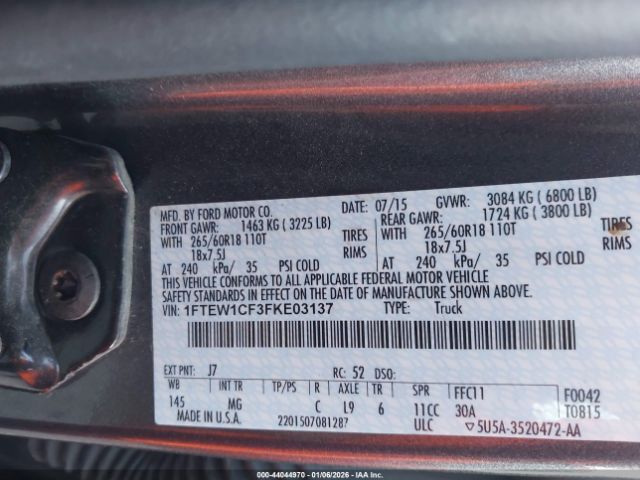 MFD. BY FORD MOTOR CO.
DATE: 07/15 GVWR: 3084 KG ( 6800 LB)
FRONT GAWR: 1463 KG ( 3225 LB)
REAR GAWR: 1724 KG ( 3800 LB)
WITH 265/60R18 110T TIRES
WITH 265/60R18 110T TIRES
18x7.5J RIMS
18x7.5J RIMS
AT 240 kPa/ 35 PSI COLD
AT 240 kPa/ 35 PSI COLD
THIS VEHICLE CONFORMS TO ALL APPLICABLE FEDERAL MOTOR VEHICLE
SAFETY STANDARDS IN EFFECT ON THE DATE OF MANUFACTURE SHOWN ABOVE.
VIN: 1FTEW1CF3FKE03137 TYPE: Truck
EXT PNT: J7 RC: 52 DSO:
WB INT TR TP/PS R AXLE TR SPR FFC11 F0042
145 MG C L9 6 11CC 30A T0815
MADE IN U.S.A. 2201507081287 ULC ▽5U5A-3520472-AA
000-44044970 | 01/06/2026 - IAA Inc.